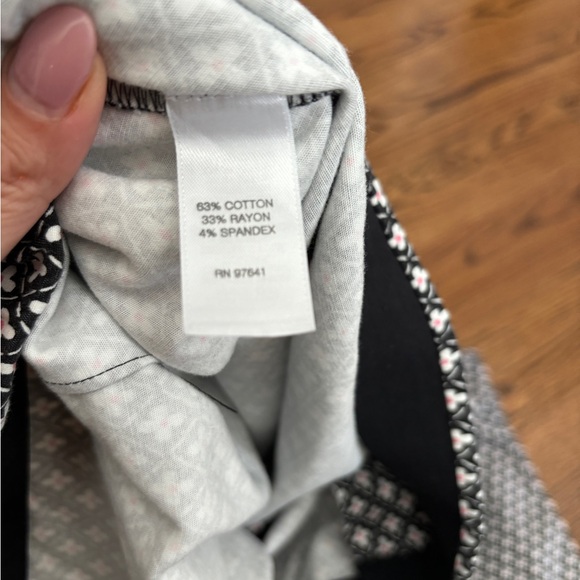 63% COTTON
33% RAYON
4% SPANDEX
RN 97641